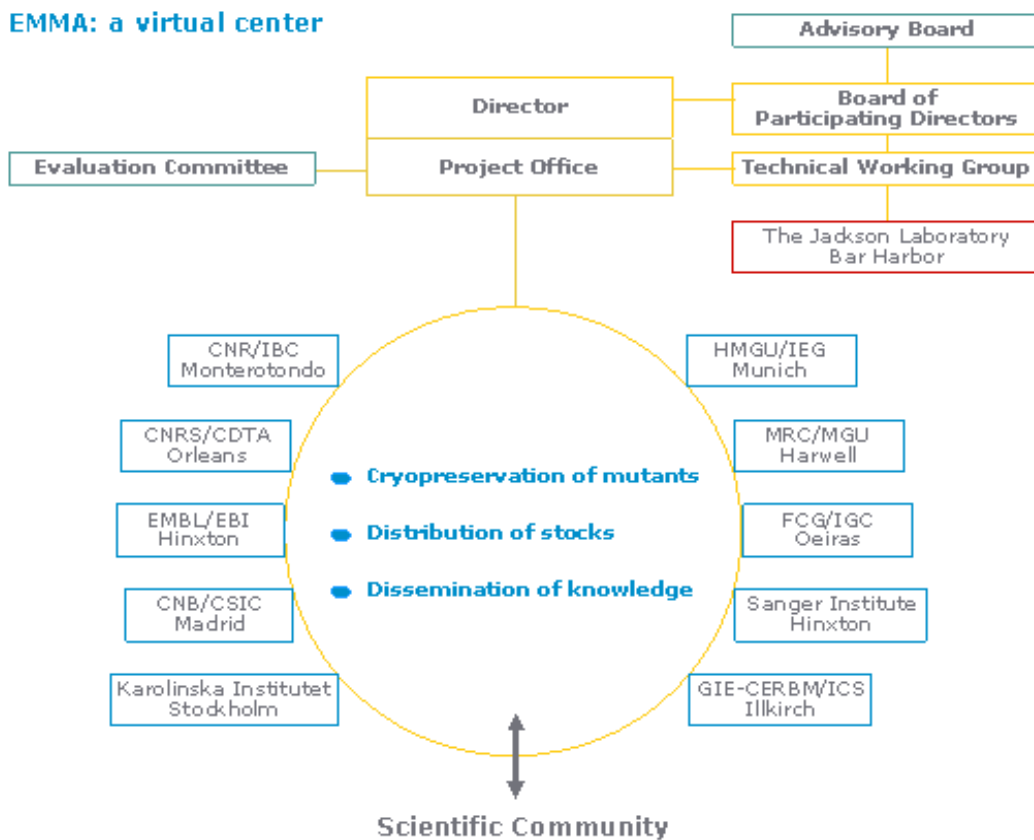 EMMA: a virtual center
Advisory Board
Director
Board of
Participating Directors
Evaluation Committee
Project Office
Technical Working Group
The Jackson Laboratory
Bar Harbor
CNR/IBC
Monterotondo
HMGU/IEG
Munich
CNRS/CDTA
Orleans
MRC/MGU
Harwell
Cryopreservation of mutants
EMBL/EBI
Hinxton
Distribution of stocks
FCG/IGC
Oeiras
Dissemination of knowledge
CNB/CSIC
Madrid
Sanger Institute
Hinxton
Karolinska Institutet
Stockholm
GIE-CERBM/ICS
Illkirch
Scientific Community